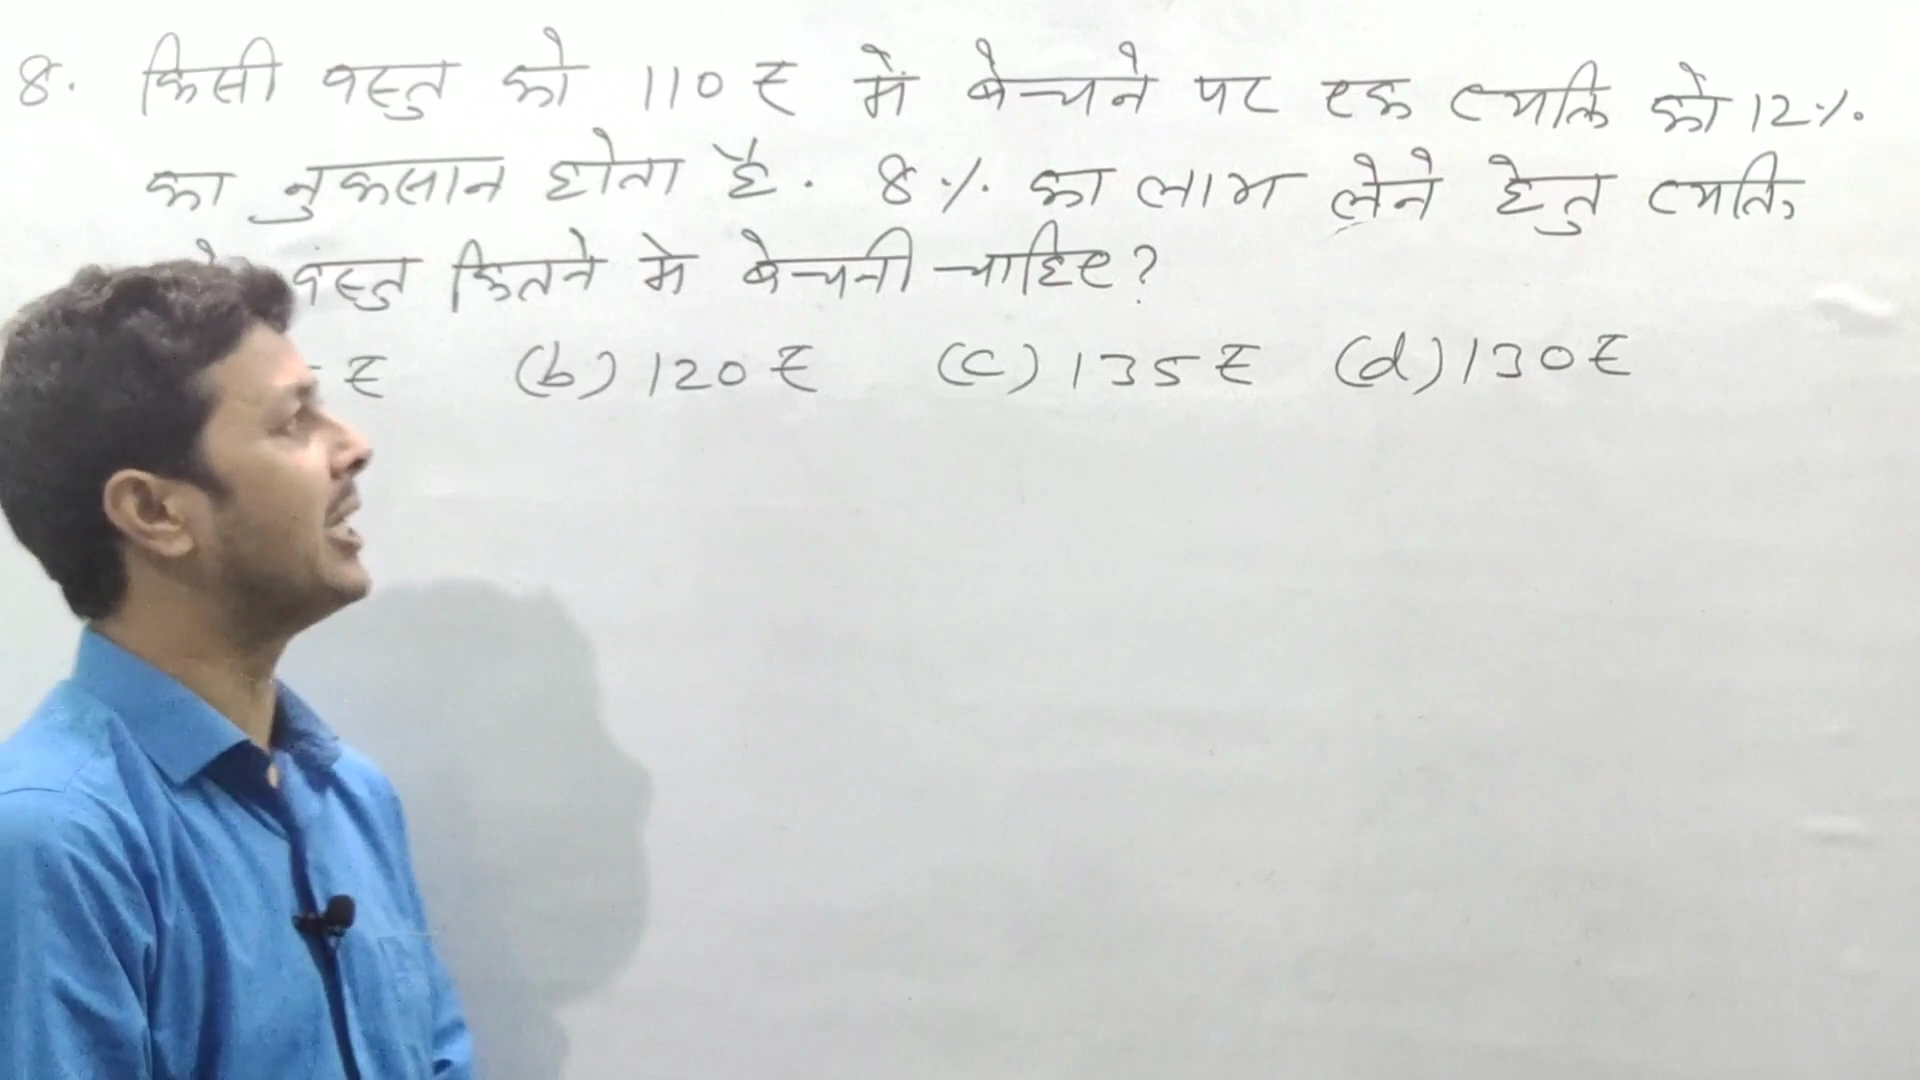 8. किसी वस्तु को 110 ₹ में बेचने पर एक व्यक्ति को 12%
का नुकसान होता है. 8% का लाभ लेने हेतु व्यक्ति
वस्तु कितने मे बेचनी चाहिए?
₹ (b) 120 ₹ (c) 135 ₹ (d) 130 ₹